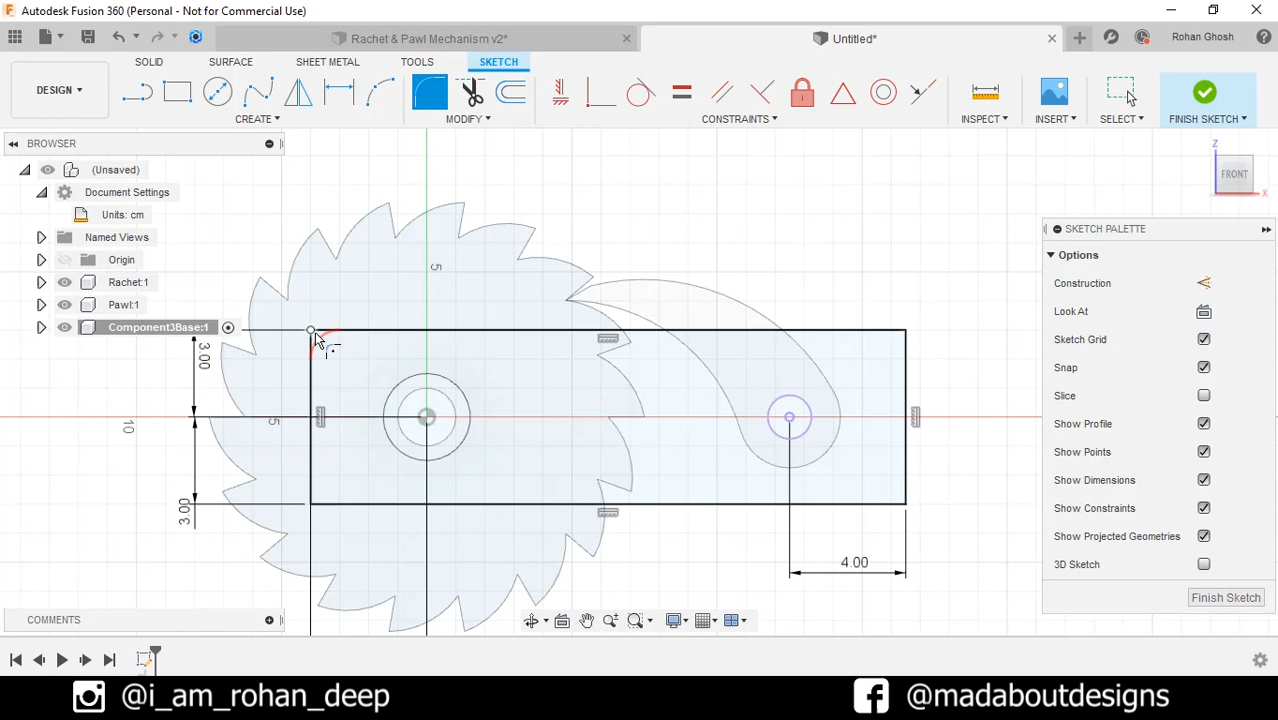 Autodesk Fusion 360 (Personal - Not for Commercial Use)
Rachet & Pawl Mechanism v2*
Untitled*
Rohan Ghosh
DESIGN
SOLID
SURFACE
SHEET METAL
TOOLS
SKETCH
CREATE
MODIFY
CONSTRAINTS
INSPECT
INSERT
SELECT
FINISH SKETCH
BROWSER
(Unsaved)
Document Settings
Units: cm
Named Views
Origin
Rachet:1
Pawl:1
Component3Base:1
Z
FRONT
X
SKETCH PALETTE
Options
Construction
Look At
Sketch Grid
Snap
Slice
Show Profile
Show Points
Show Dimensions
Show Constraints
Show Projected Geometries
3D Sketch
Finish Sketch
5
3.00
10
5
3.00
4.00
COMMENTS
@i_am_rohan_deep
@madaboutdesigns